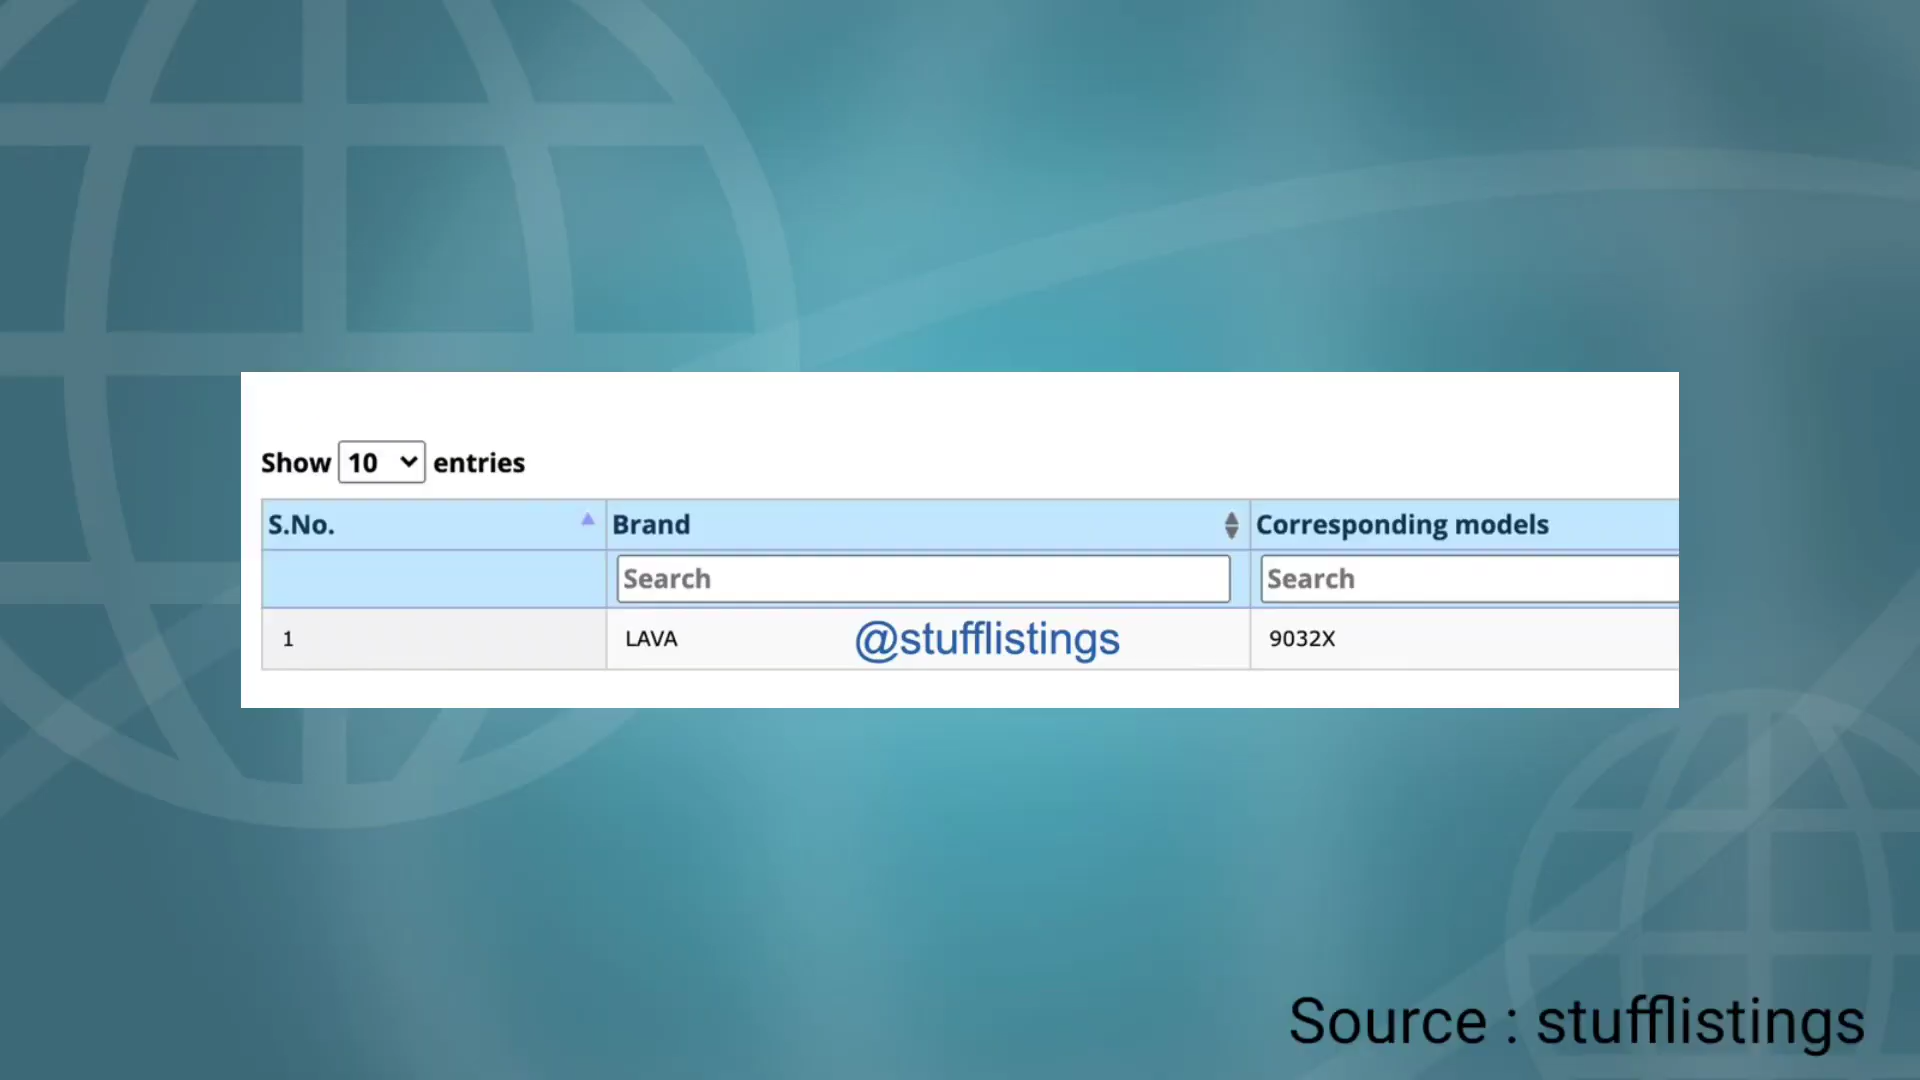 Show 10 entries
S.No. Brand Corresponding models
Search Search
1 LAVA @stufflistings 9032X
Source : stufflistings